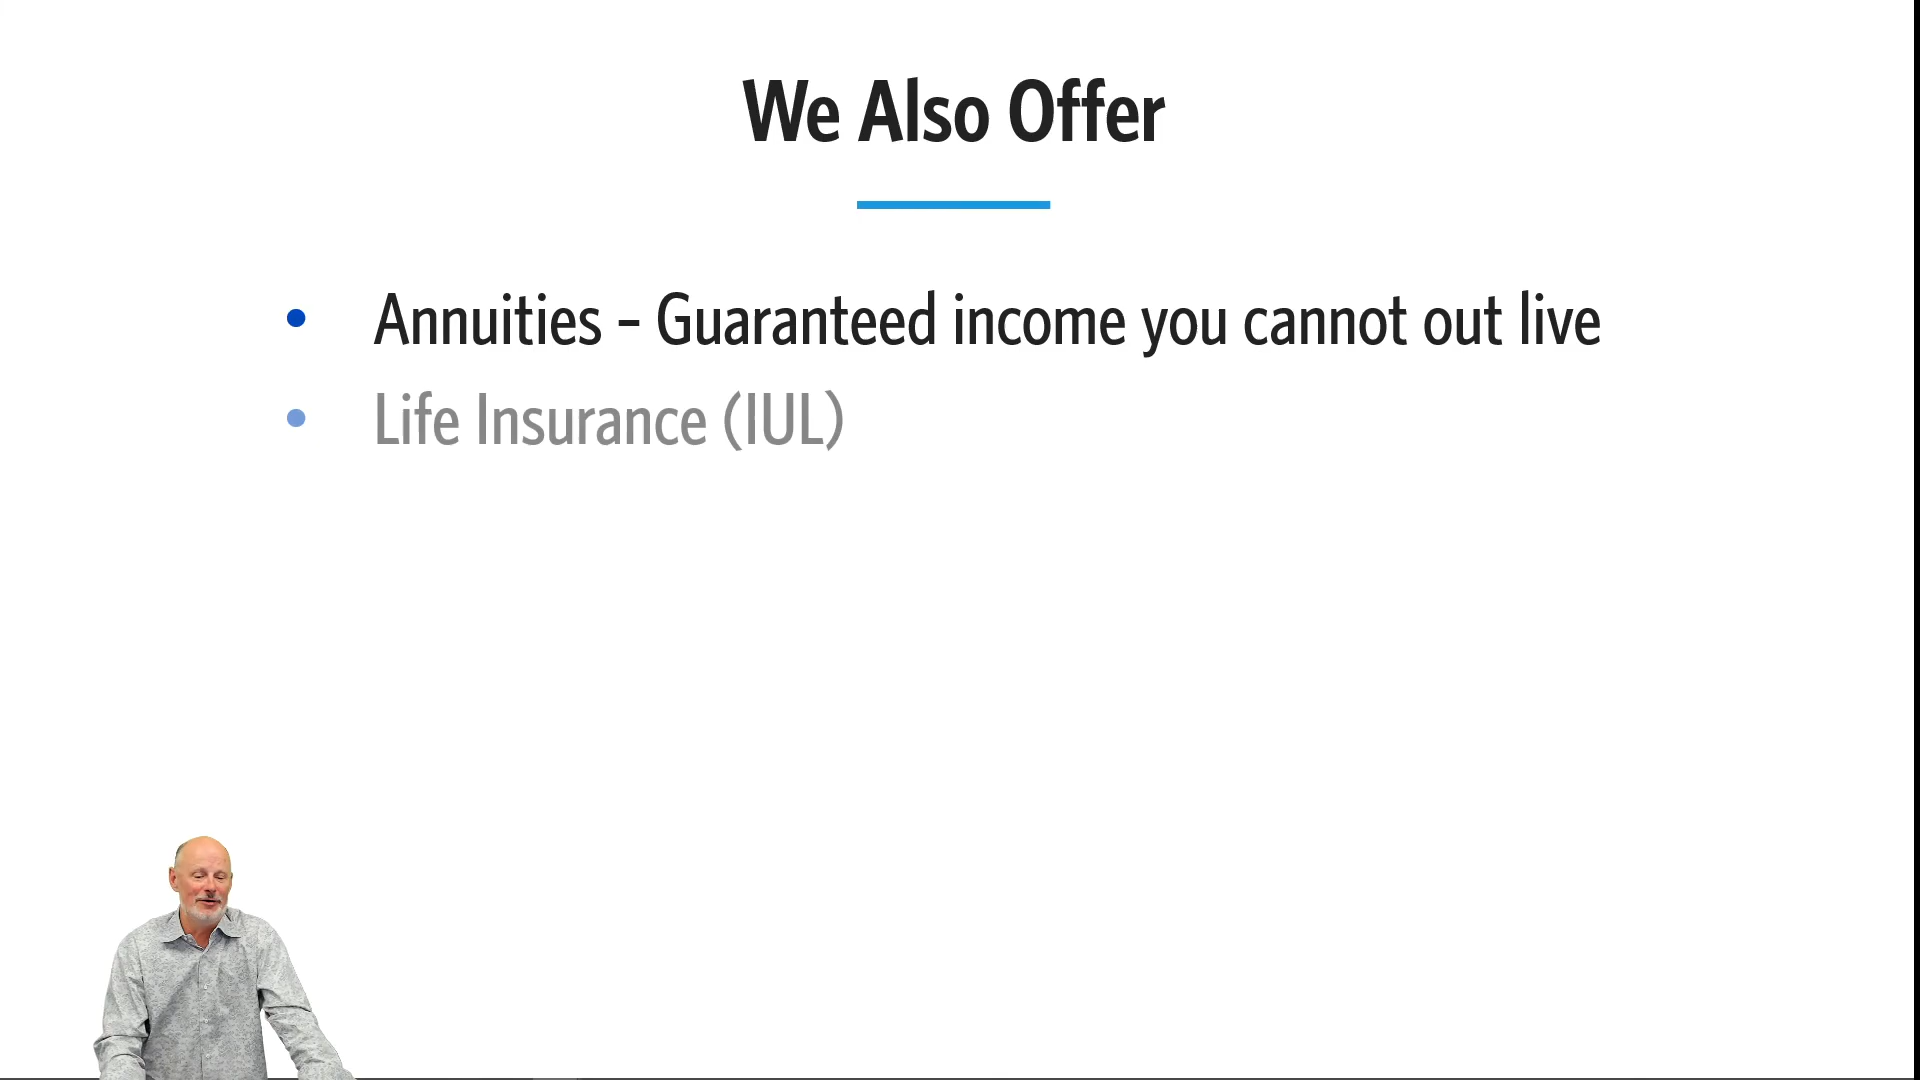 We Also Offer
• Annuities – Guaranteed income you cannot out live
• Life Insurance (IUL)